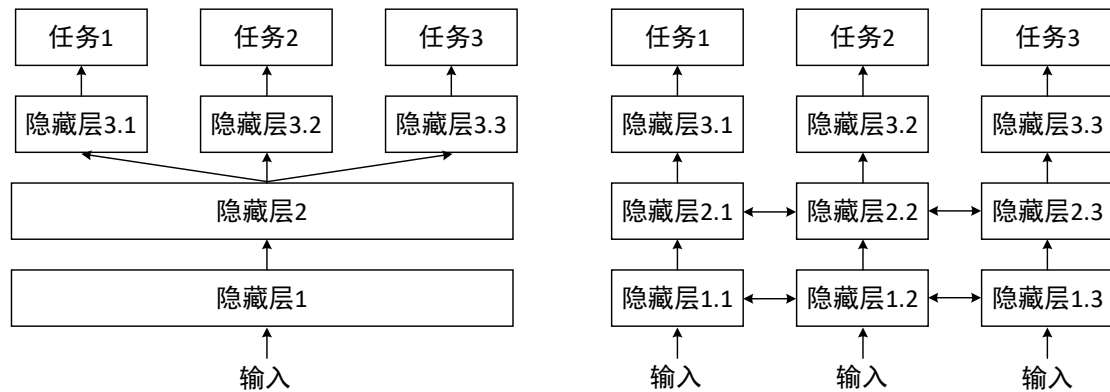 任务1 任务2 任务3
隐藏层3.1 隐藏层3.2 隐藏层3.3
隐藏层2
隐藏层1
输入
任务1 任务2 任务3
隐藏层3.1 隐藏层3.2 隐藏层3.3
隐藏层2.1 隐藏层2.2 隐藏层2.3
隐藏层1.1 隐藏层1.2 隐藏层1.3
输入 输入 输入